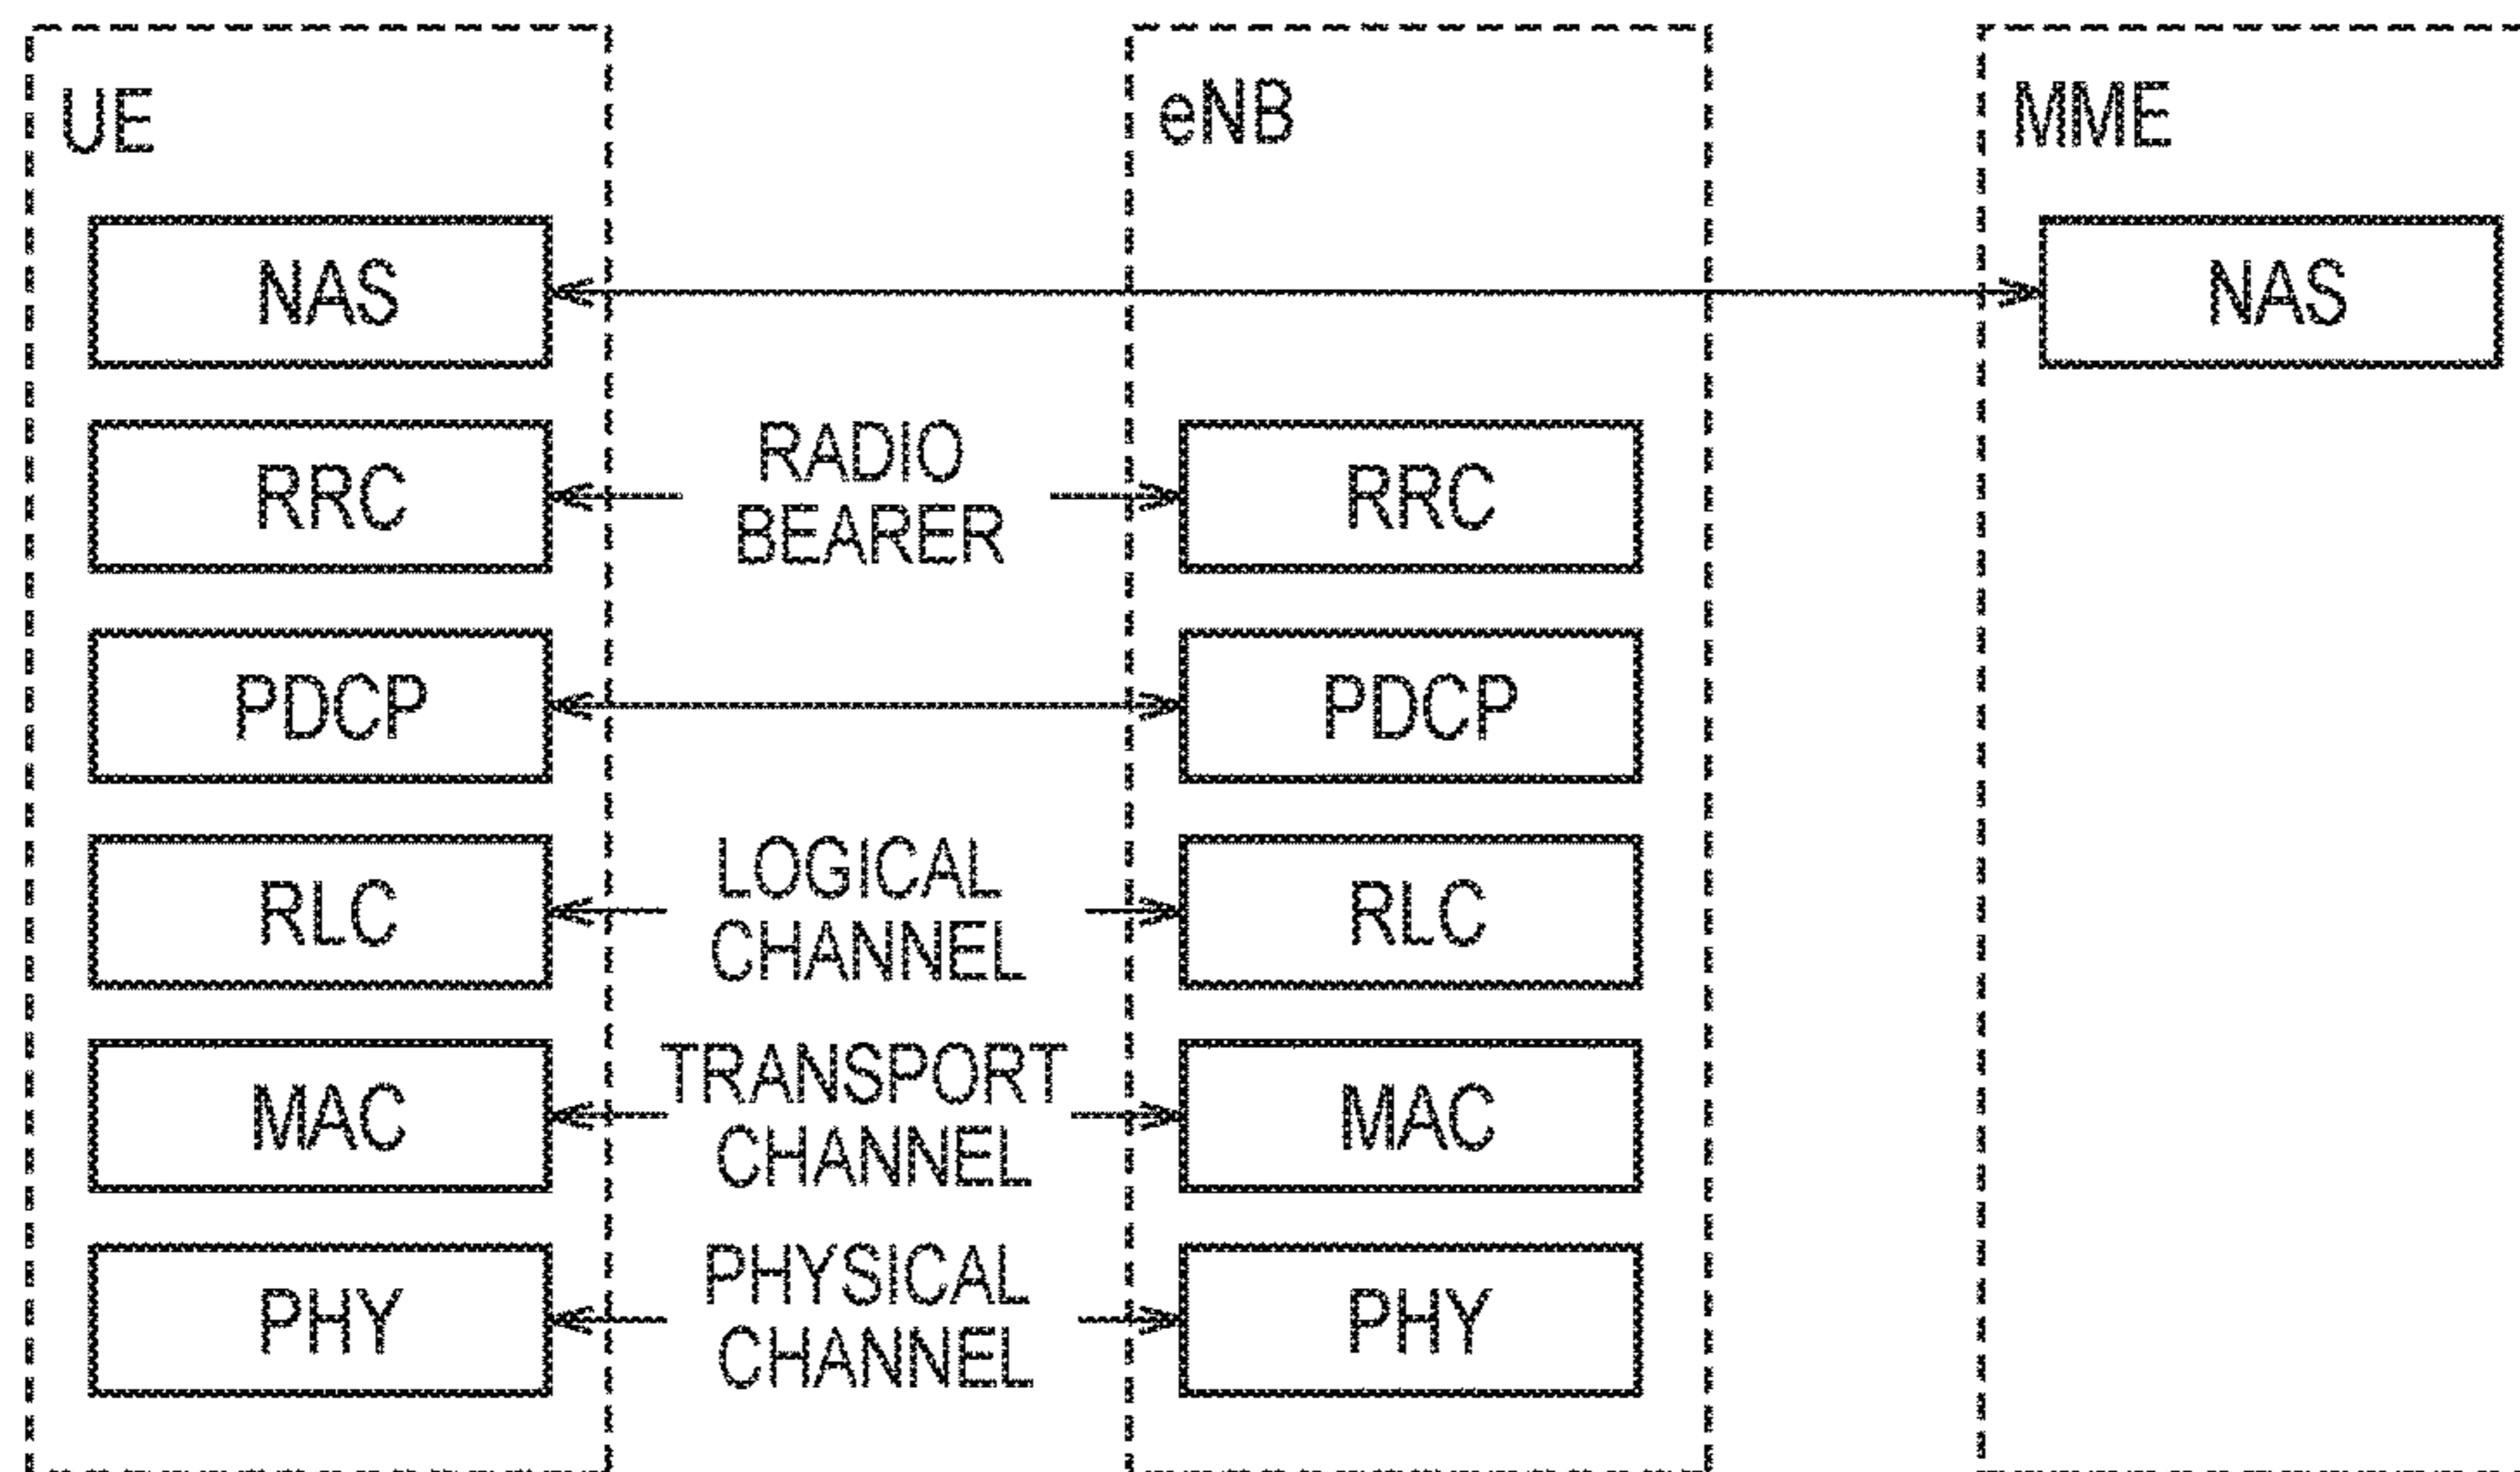 UE
eNB
MME
NAS
NAS
RRC
RADIO
BEARER
RRC
PDCP
PDCP
RLC
LOGICAL
CHANNEL
RLC
MAC
TRANSPORT
CHANNEL
MAC
PHY
PHYSICAL
CHANNEL
PHY